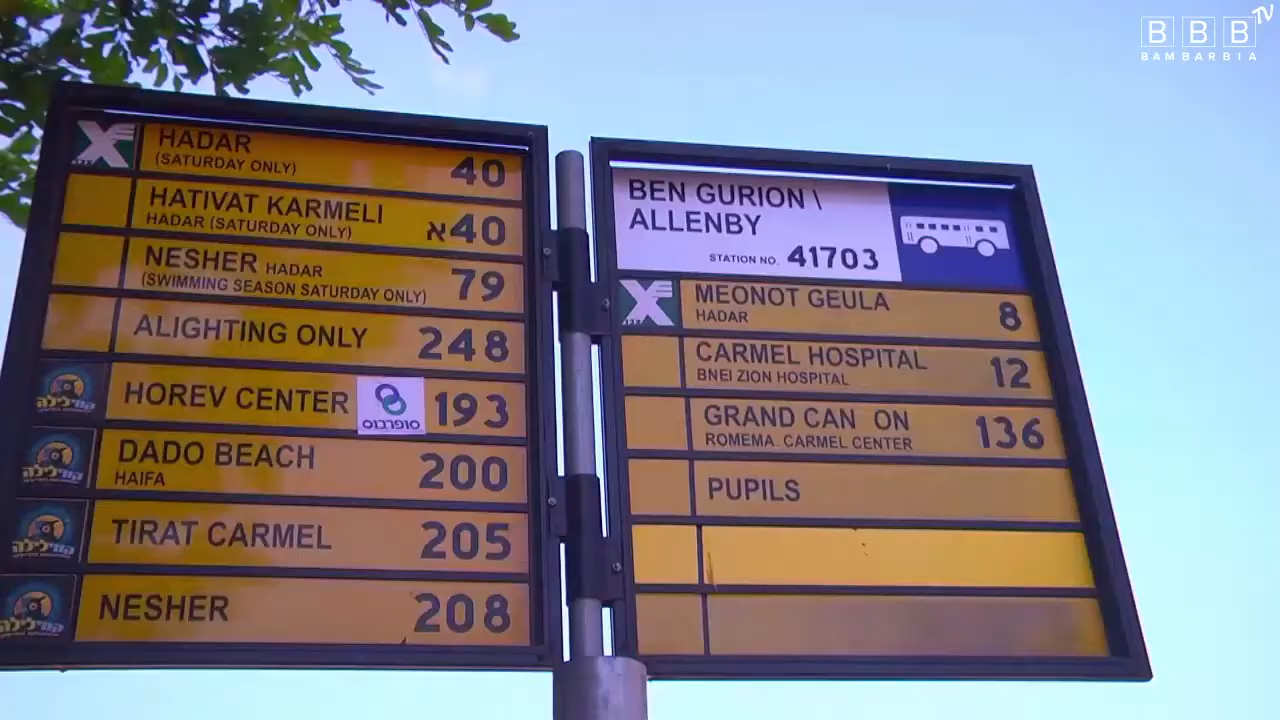 BBB TV
BAMBARBIA
HADAR
(SATURDAY ONLY)
40
HATIVAT KARMELI
HADAR (SATURDAY ONLY)
40א
NESHER HADAR
(SWIMMING SEASON SATURDAY ONLY)
79
ALIGHTING ONLY 248
HOREV CENTER סופרבוס 193
DADO BEACH
HAIFA
200
TIRAT CARMEL 205
NESHER 208
BEN GURION \
ALLENBY
STATION NO. 41703
MEONOT GEULA
HADAR
8
CARMEL HOSPITAL
BNEI ZION HOSPITAL
12
GRAND CAN ON
ROMEMA. CARMEL CENTER
136
PUPILS